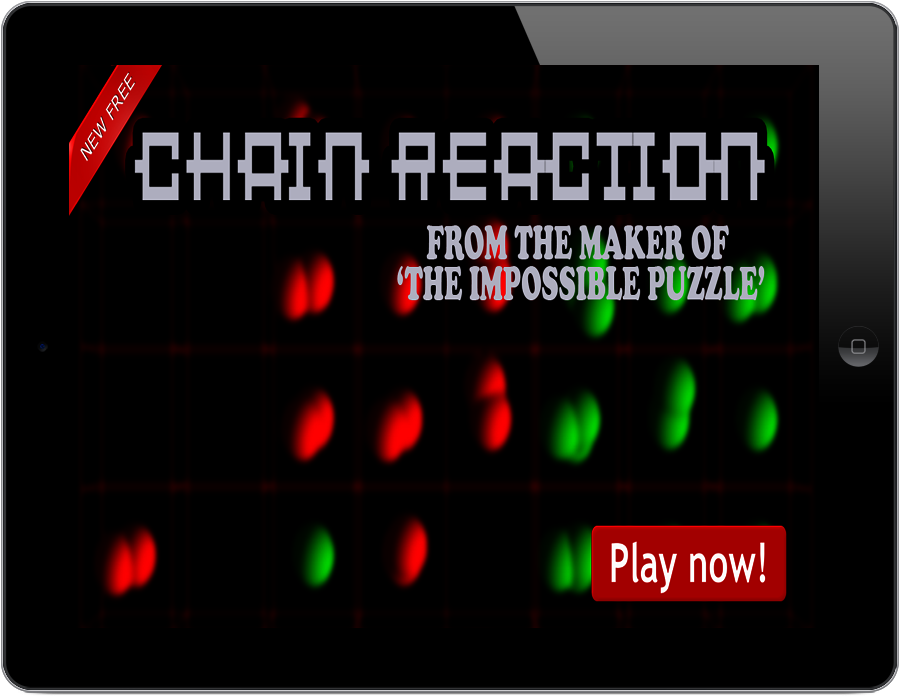 NEW FREE
CHAIN REACTION
FROM THE MAKER OF
‘THE IMPOSSIBLE PUZZLE’
Play now!